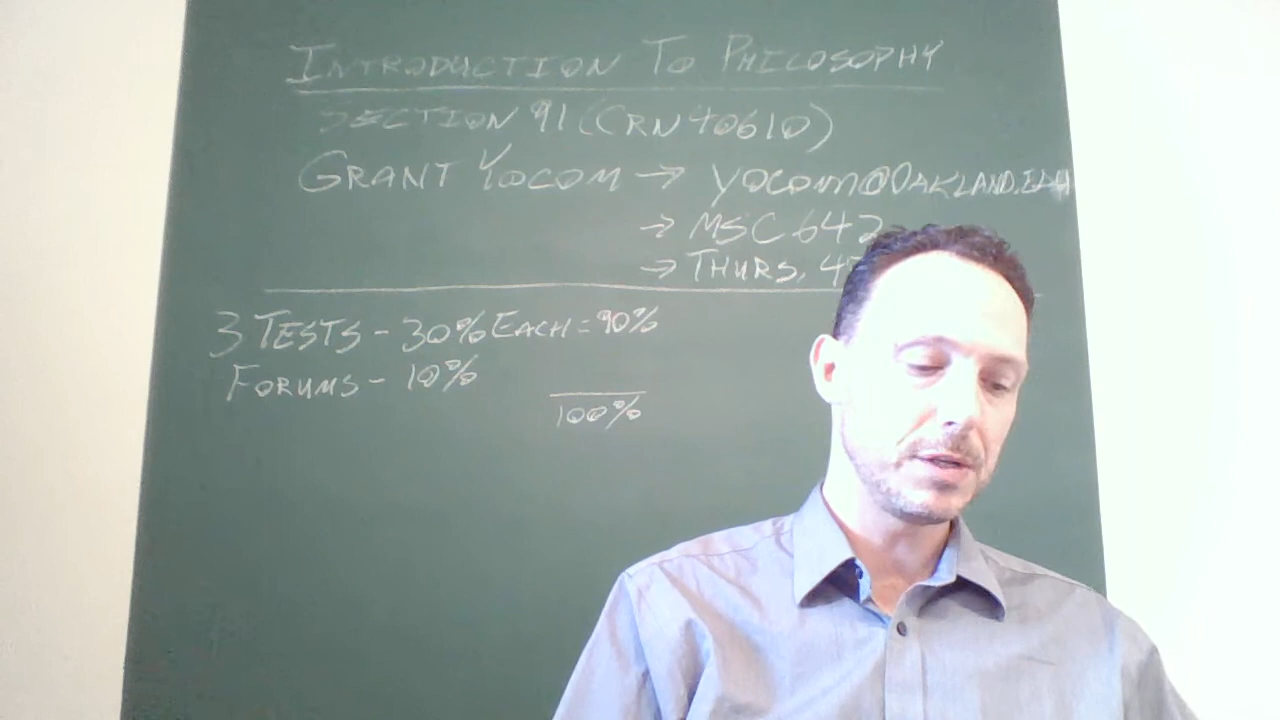 INTRODUCTION TO PHILOSOPHY
SECTION 91 (CRN 40610)
GRANT YOCOM → YOCOM@OAKLAND.EDU
→ MSC 642
→ THURS, 4
3 TESTS - 30% EACH = 90%
FORUMS - 10%
100%